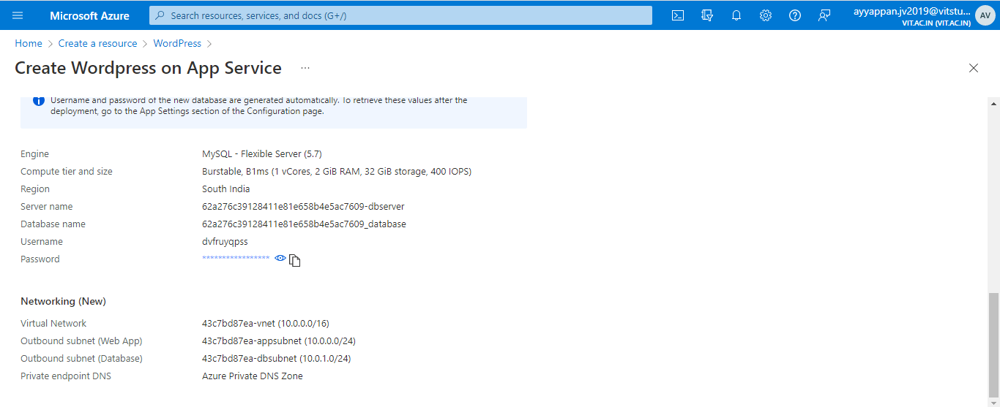 Microsoft Azure
Search resources, services, and docs (G+/)
ayyappan.jv2019@vitstu...
VIT.AC.IN (VIT.AC.IN)
AV
Home > Create a resource > WordPress >
Create Wordpress on App Service ...
Username and password of the new database are generated automatically. To retrieve these values after the
deployment, go to the App Settings section of the Configuration page.
Engine MySQL - Flexible Server (5.7)
Compute tier and size Burstable, B1ms (1 vCores, 2 GiB RAM, 32 GiB storage, 400 IOPS)
Region South India
Server name 62a276c39128411e81e658b4e5ac7609-dbserver
Database name 62a276c39128411e81e658b4e5ac7609_database
Username dvfruyqpss
Password *****************
Networking (New)
Virtual Network 43c7bd87ea-vnet (10.0.0.0/16)
Outbound subnet (Web App) 43c7bd87ea-appsubnet (10.0.0.0/24)
Outbound subnet (Database) 43c7bd87ea-dbsubnet (10.0.1.0/24)
Private endpoint DNS Azure Private DNS Zone